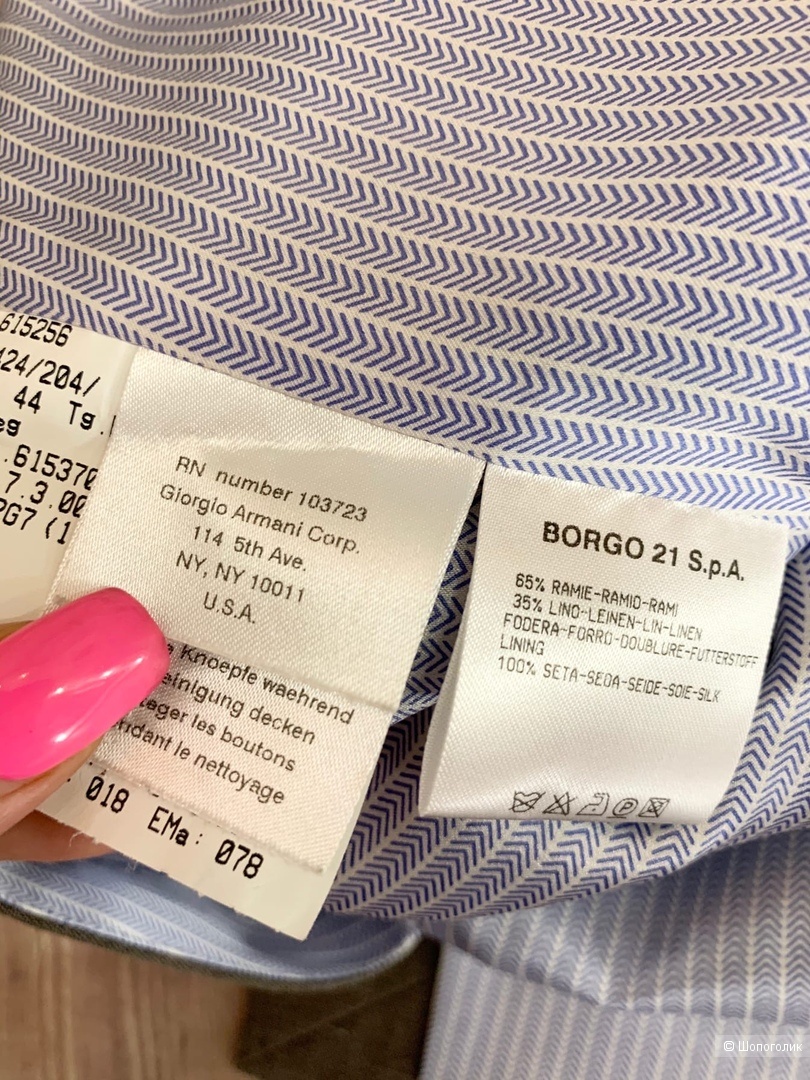 615256
424/204/
44 Tg.
.615370
7.3.00
PG7 (1
RN number 103723
Giorgio Armani Corp.
114 5th Ave.
NY, NY 10011
U.S.A.
Knoepfe waehrend
einigung decken
teger les boutons
ndant le nettoyage
018 EMa: 078
BORGO 21 S.p.A.
65% RAMIE-RAMIO-RAMI
35% LINO-LEINEN-LIN-LINEN
FODERA-FORRO-DOUBLURE-FUTTERSTOFF
LINING
100% SETA-SEDA-SEIDE-SOIE-SILK
© Шопоголик